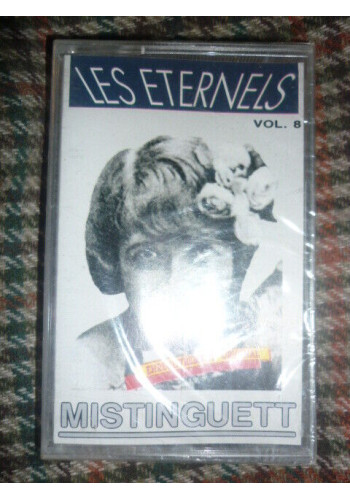 LES ETERNELS
VOL. 8
MISTINGUETT